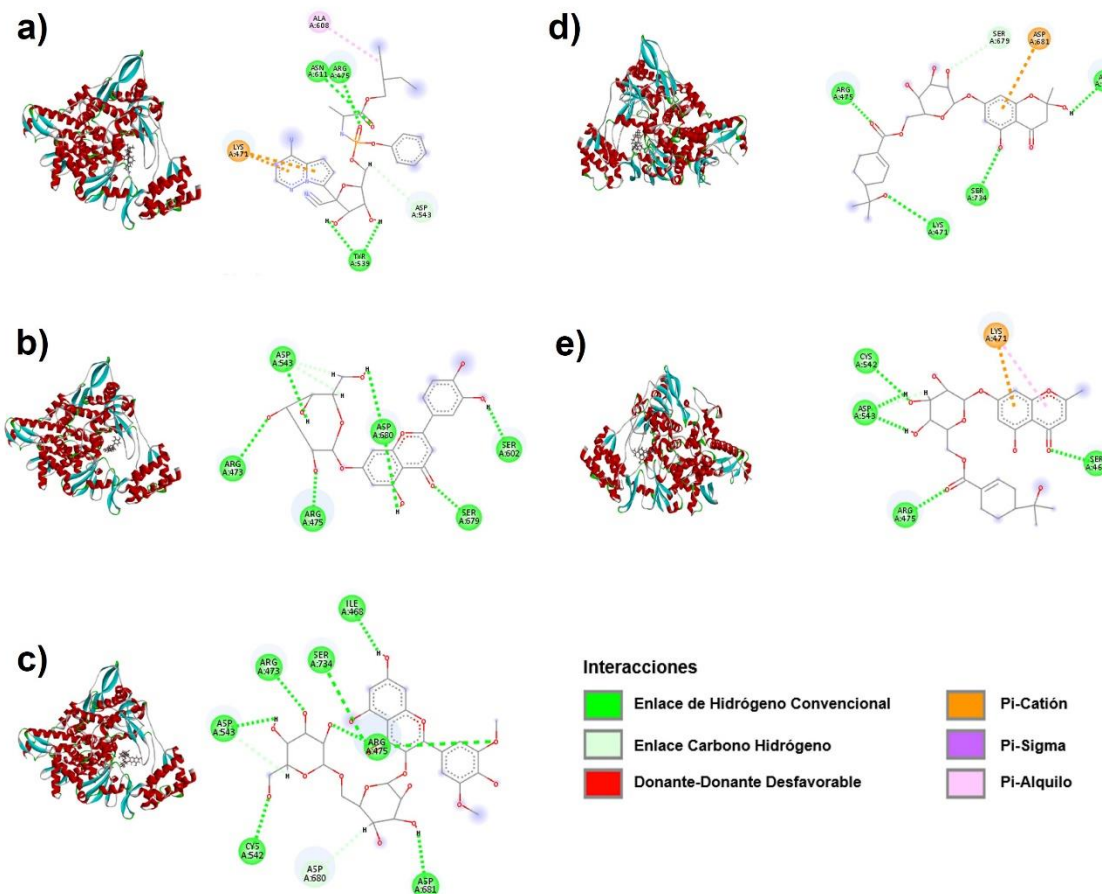 a)
ALA
A:608
ASN
A:611
ARG
A:475
LYS
A:471
ASP
A:543
THR
A:539
d)
SER
A:679
ASP
A:681
ARG
A:475
SER
A:734
LYS
A:471
b)
ASP
A:543
ASP
A:680
ARG
A:473
SER
A:602
ARG
A:475
SER
A:679
e)
LYS
A:471
CYS
A:542
ASP
A:543
ARG
A:475
c)
ILE
A:468
ARG
A:473
SER
A:734
ASP
A:543
ARG
A:475
CYS
A:542
ASP
A:680
ASP
A:681
Interacciones
Enlace de Hidrógeno Convencional
Enlace Carbono Hidrógeno
Donante-Donante Desfavorable
Pi-Catión
Pi-Sigma
Pi-Alquilo